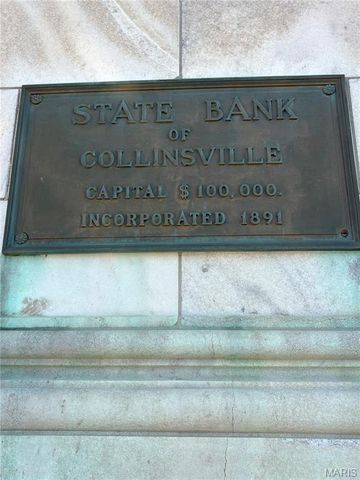 STATE BANK
OF
COLLINSVILLE
CAPITAL $100,000.
INCORPORATED 1891
MARIS